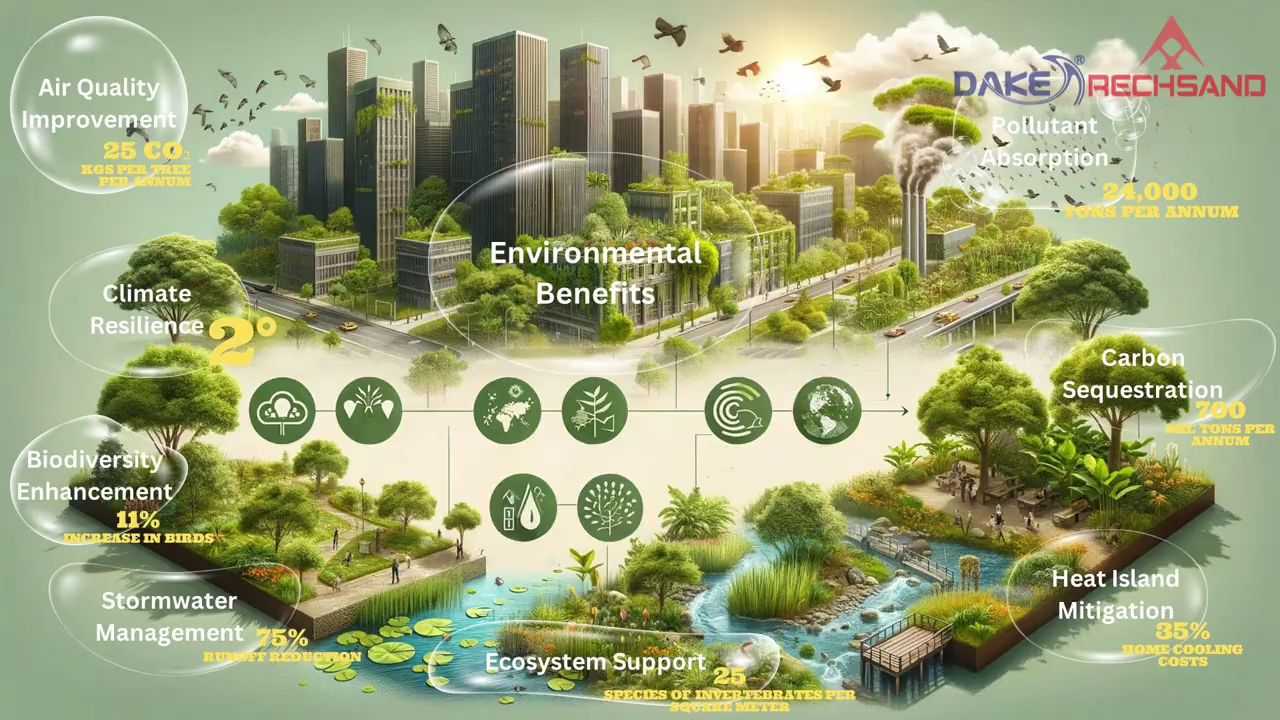 DAKE® RECHSAND
Air Quality
Improvement
25 CO₂
KGS PER TREE
PER ANNUM
Pollutant
Absorption
24,000
TONS PER ANNUM
Environmental
Benefits
Climate
Resilience
2°
Carbon
Sequestration
700
MIL TONS PER
ANNUM
Biodiversity
Enhancement
11%
INCREASE IN BIRDS
Stormwater
Management
75%
RUNOFF REDUCTION
Heat Island
Mitigation
35%
HOME COOLING
COSTS
Ecosystem Support
25
SPECIES OF INVERTEBRATES PER
SQUARE METER